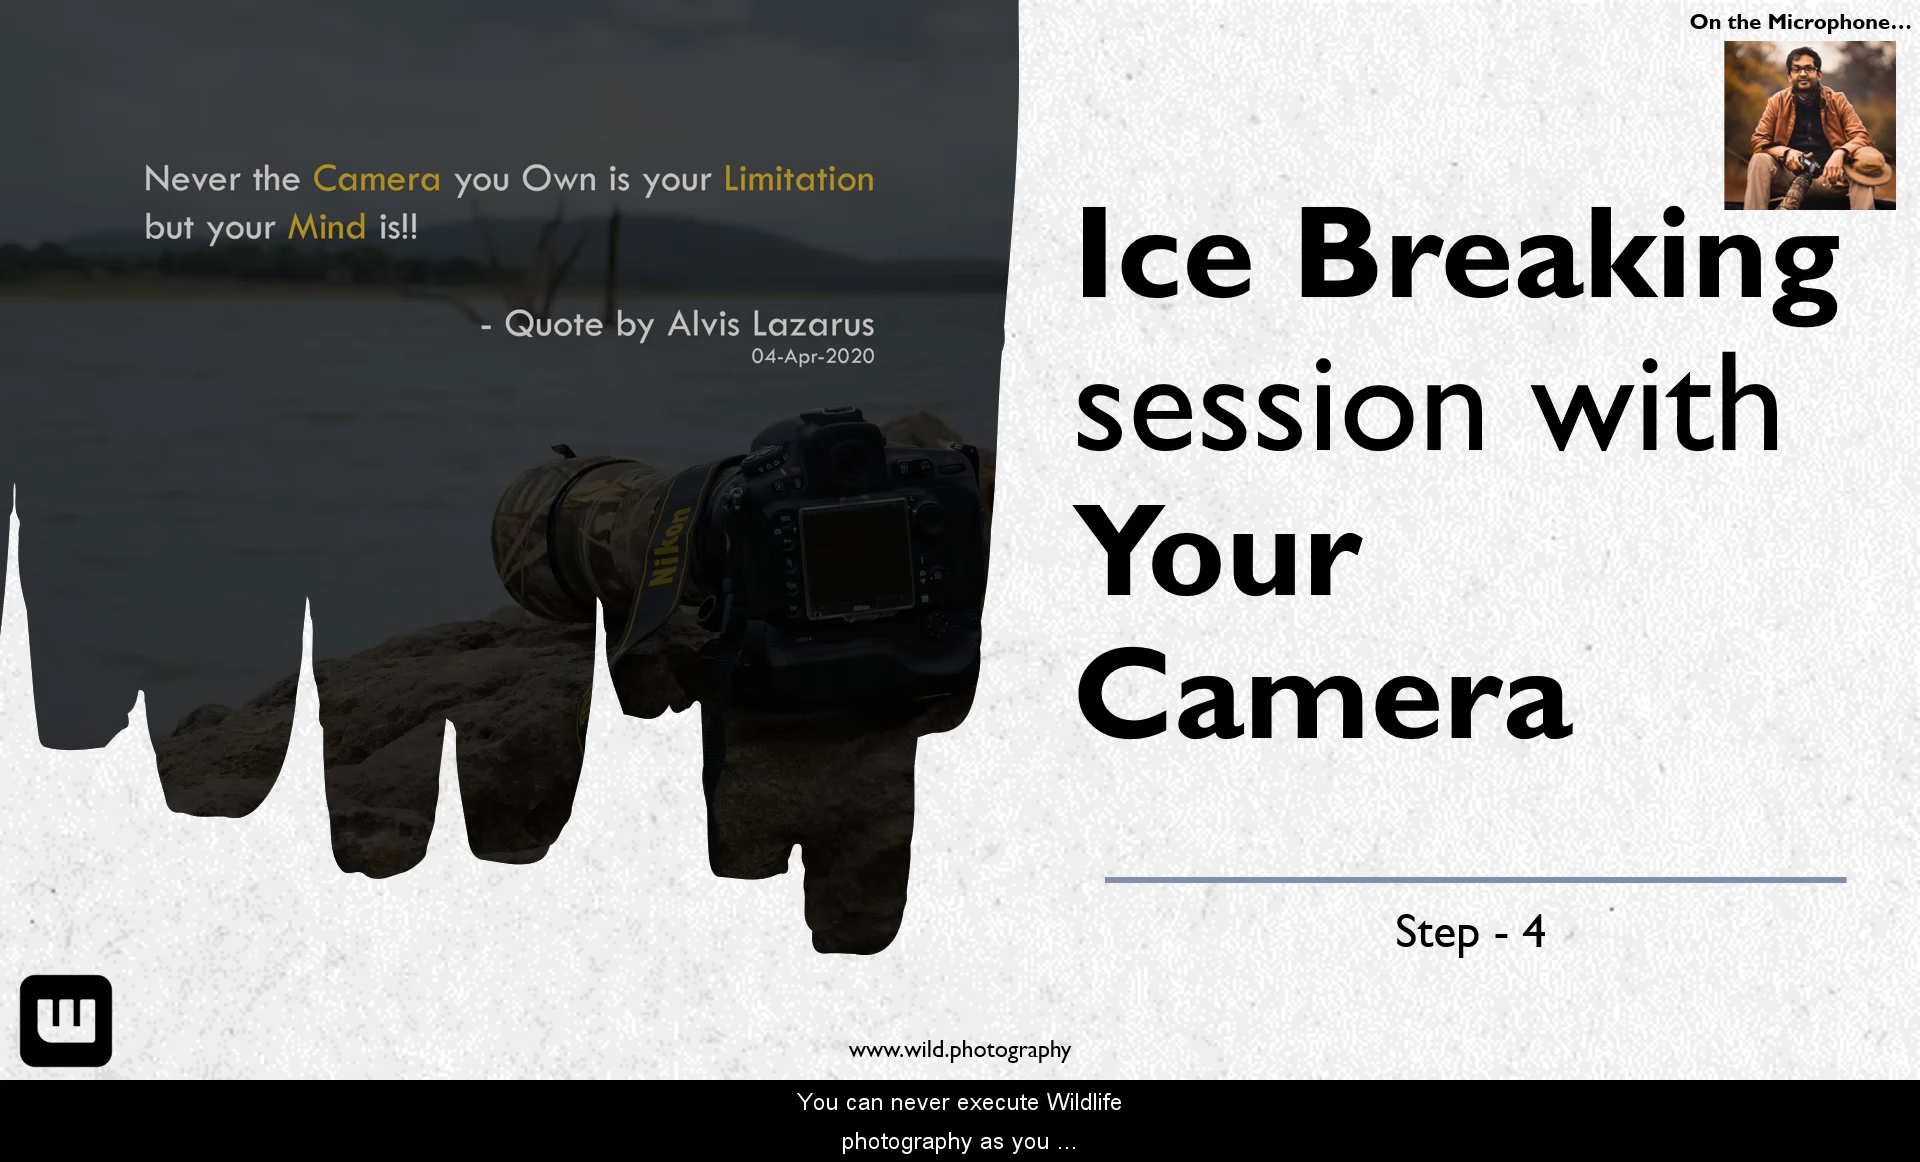 On the Microphone...
Never the Camera you Own is your Limitation
but your Mind is!!
- Quote by Alvis Lazarus
04-Apr-2020
Nikon
Ice Breaking
session with
Your
Camera
Step - 4
www.wild.photography
You can never execute Wildlife
photography as you ...